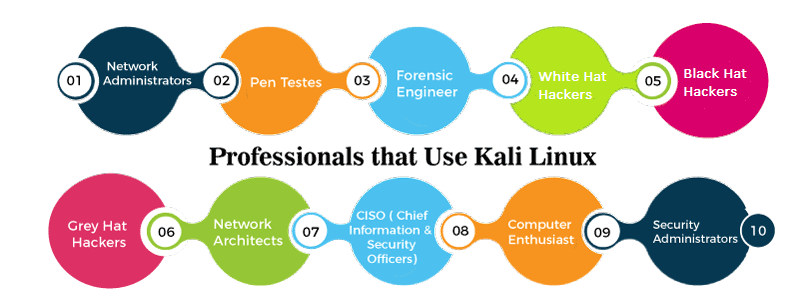 01
Network
Administrators
02
Pen Testes
03
Forensic
Engineer
04
White Hat
Hackers
05
Black Hat
Hackers
Professionals that Use Kali Linux
Grey Hat
Hackers
06
Network
Architects
07
CISO ( Chief
Information &
Security
Officers)
08
Computer
Enthusiast
09
Security
Administrators
10